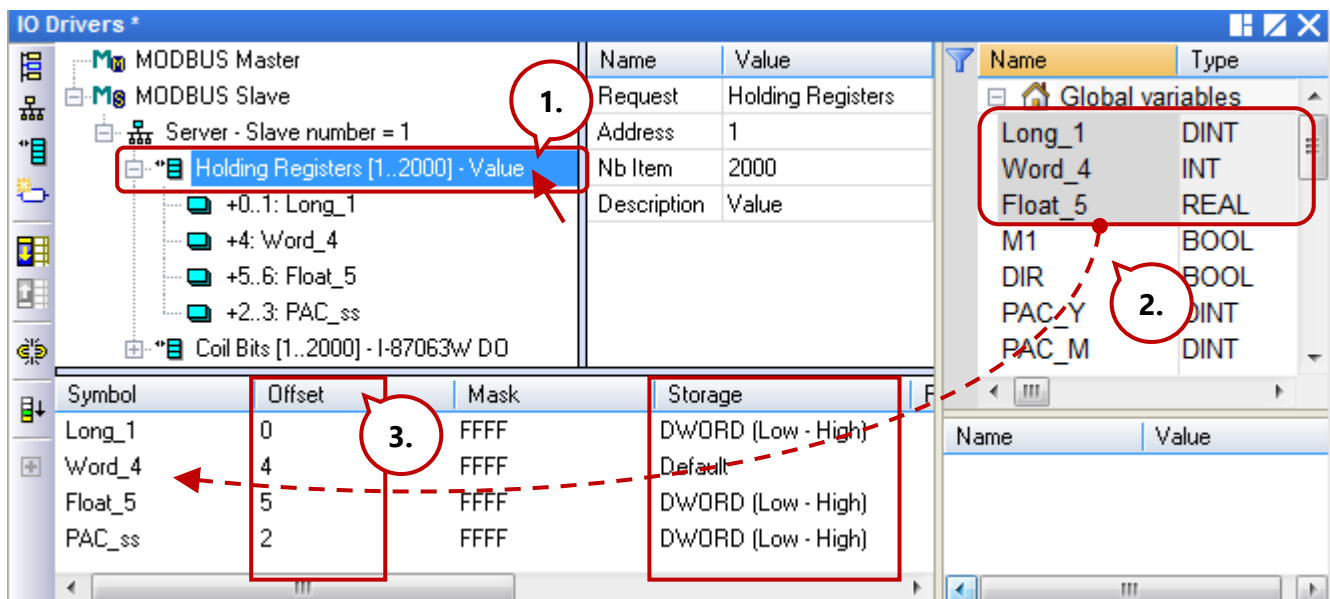 IO Drivers *
MODBUS Master
MODBUS Slave
Server - Slave number = 1
Holding Registers [1..2000] - Value
+0..1: Long_1
+4: Word_4
+5..6: Float_5
+2..3: PAC_ss
Coil Bits [1..2000] - I-87063W DO
1.
Name Value
Request Holding Registers
Address 1
Nb Item 2000
Description Value
Name Type
Global variables
Long_1 DINT
Word_4 INT
Float_5 REAL
M1 BOOL
DIR BOOL
PAC_Y DINT
PAC_M DINT
2.
Symbol Offset Mask Storage
Long_1 0 FFFF DWORD (Low - High)
Word_4 4 FFFF Default
Float_5 5 FFFF DWORD (Low - High)
PAC_ss 2 FFFF DWORD (Low - High)
3.
Name Value